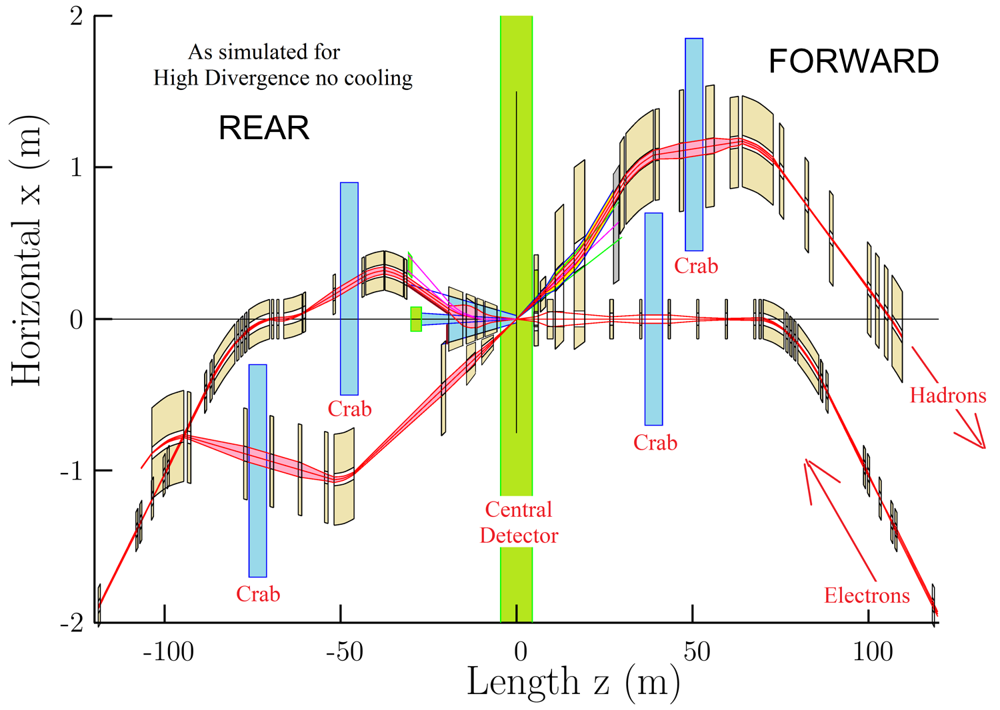 2
As simulated for
High Divergence no cooling
FORWARD
REAR
1
Horizontal x (m)
Crab
0
Crab
Hadrons
Crab
-1
Central
Detector
Crab
Electrons
-2
-100
-50
0
50
100
Length z (m)